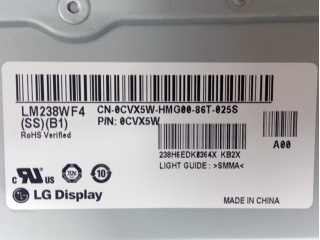 LM238WF4
(SS)(B1)
RoHS Verified
CN-0CVX5W-HMG00-86T-025S
P/N: 0CVX5W
A00
238H6EDK8364X KB2X
LIGHT GUIDE : >SMMA<
LG Display
MADE IN CHINA